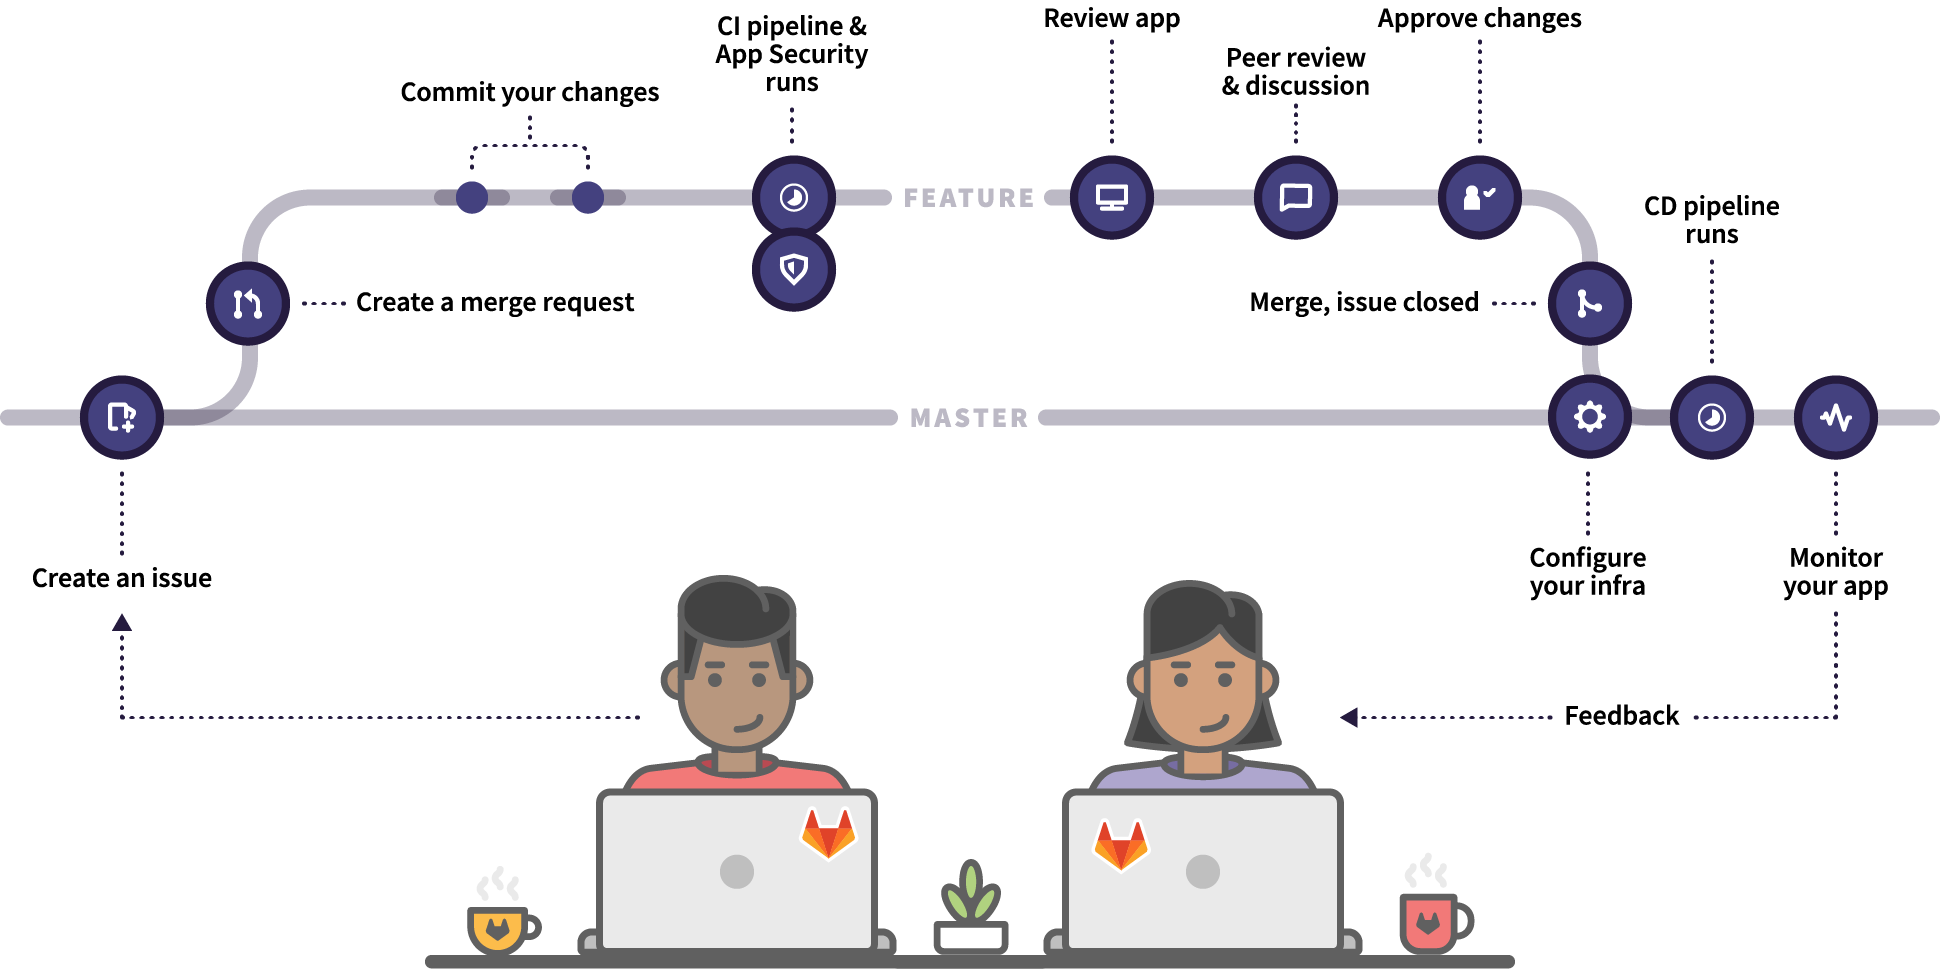 CI pipeline &
App Security
runs
Review app
Approve changes
Peer review
& discussion
Commit your changes
FEATURE
CD pipeline
runs
Create a merge request
Merge, issue closed
MASTER
Create an issue
Configure
your infra
Monitor
your app
Feedback